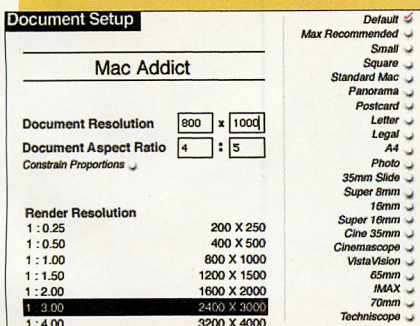 Document Setup
Mac Addict
Document Resolution 800 x 1000
Document Aspect Ratio 4 : 5
Constrain Proportions
Render Resolution
1 : 0.25 200 X 250
1 : 0.50 400 X 500
1 : 1.00 800 X 1000
1 : 1.50 1200 X 1500
1 : 2.00 1600 X 2000
1 : 3.00 2400 X 3000
1 : 4.00 3200 X 4000
Default
Max Recommended
Small
Square
Standard Mac
Panorama
Postcard
Letter
Legal
A4
Photo
35mm Slide
Super 8mm
16mm
Super 16mm
Cine 35mm
Cinemascope
VistaVision
65mm
IMAX
70mm
Techniscope